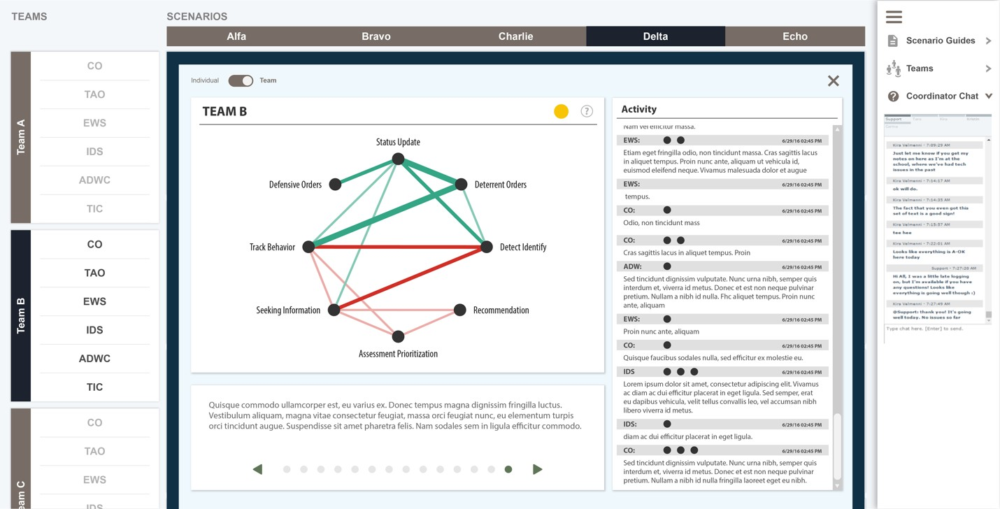 TEAMS
SCENARIOS
Alfa
Bravo
Charlie
Delta
Echo
Team A
CO
TAO
EWS
IDS
ADWC
TIC
Team B
CO
TAO
EWS
IDS
ADWC
TIC
CO
TAO
EWS
Individual
Team
TEAM B
?
Status Update
Defensive Orders
Deterrent Orders
Track Behavior
Detect Identify
Seeking Information
Recommendation
Assessment Prioritization
Quisque commodo ullamcorper est, eu varius ex. Donec tempus magna dignissim fringilla luctus.
Vestibulum aliquam, magna vitae consectetur feugiat, massa orci feugiat nunc, eu elementum turpis
orci tincidunt augue. Suspendisse sit amet pharetra felis. Nam sodales sem in ligula efficitur commodo.
Activity
Nam vel efficitur massa.
EWS: 6/29/16 02:45 PM
Etiam eget fringilla odio, non tincidunt massa. Cras sagittis lacus
in aliquet tempus. Proin nunc ante, aliquam ut vehicula id,
euismod eleifend neque. Vivamus malesuada dolor et augue
EWS: 6/29/16 02:45 PM
tempus.
CO: 6/29/16 02:45 PM
Odio, non tincidunt mass
CO: 6/29/16 02:45 PM
Cras sagittis lacus in aliquet tempus. Proin
ADW: 6/29/16 02:45 PM
Sed tincidunt dignissim vulputate. Nunc urna nibh, semper quis
interdum et, viverra id metus. Donec et est non neque pulvinar
pretium. Nullam a nibh id nulla. Fhc aliquet tempus. Proin nunc
ante, aliquam
EWS: 6/29/16 02:45 PM
Proin nunc ante, aliquam
CO: 6/29/16 02:45 PM
Quisque faucibus sodales nulla, sed efficitur ex molestie eu.
IDS 6/29/16 02:45 PM
Lorem ipsum dolor sit amet, consectetur adipiscing elit. Vivamus
ac diam ac dui efficitur placerat in eget ligula. Sed semper, erat
eu dapibus vehicula, velit tellus convallis leo, vel accumsan nibh
libero viverra id metus.
IDS: 6/29/16 02:45 PM
diam ac dui efficitur placerat in eget ligula.
CO: 6/29/16 02:45 PM
Sed tincidunt dignissim vulputate. Nunc urna nibh, semper quis
interdum et, viverra id metus. Donec et est non neque pulvinar
pretium. Nullam a nibh id nulla fringilla laoreet eget eu nibh.
Scenario Guides
Teams
Coordinator Chat
Support
Kira Velmenni - 7:09:29 AM
Just let me know if you get my
notes on here as I'm at the
school, where we've had tech
issues in the past
Kira Velmenni - 7:14:17 AM
ok will do.
Kira Velmenni - 7:14:35 AM
The fact that you even got this
set of text is a good sign!
Kira Velmenni - 7:15:57 AM
tee hee
Kira Velmenni - 7:22:01 AM
Looks like everything is A-OK
here today
Support - 7:27:20 AM
Hi All, I was a little late logging
on, but I'm available if you have
any questions! Looks like
everything is going well though :)
Kira Velmenni - 7:27:49 AM
@Support: thank you! It's going
well today. No issues so far
Type chat here. [Enter] to send.